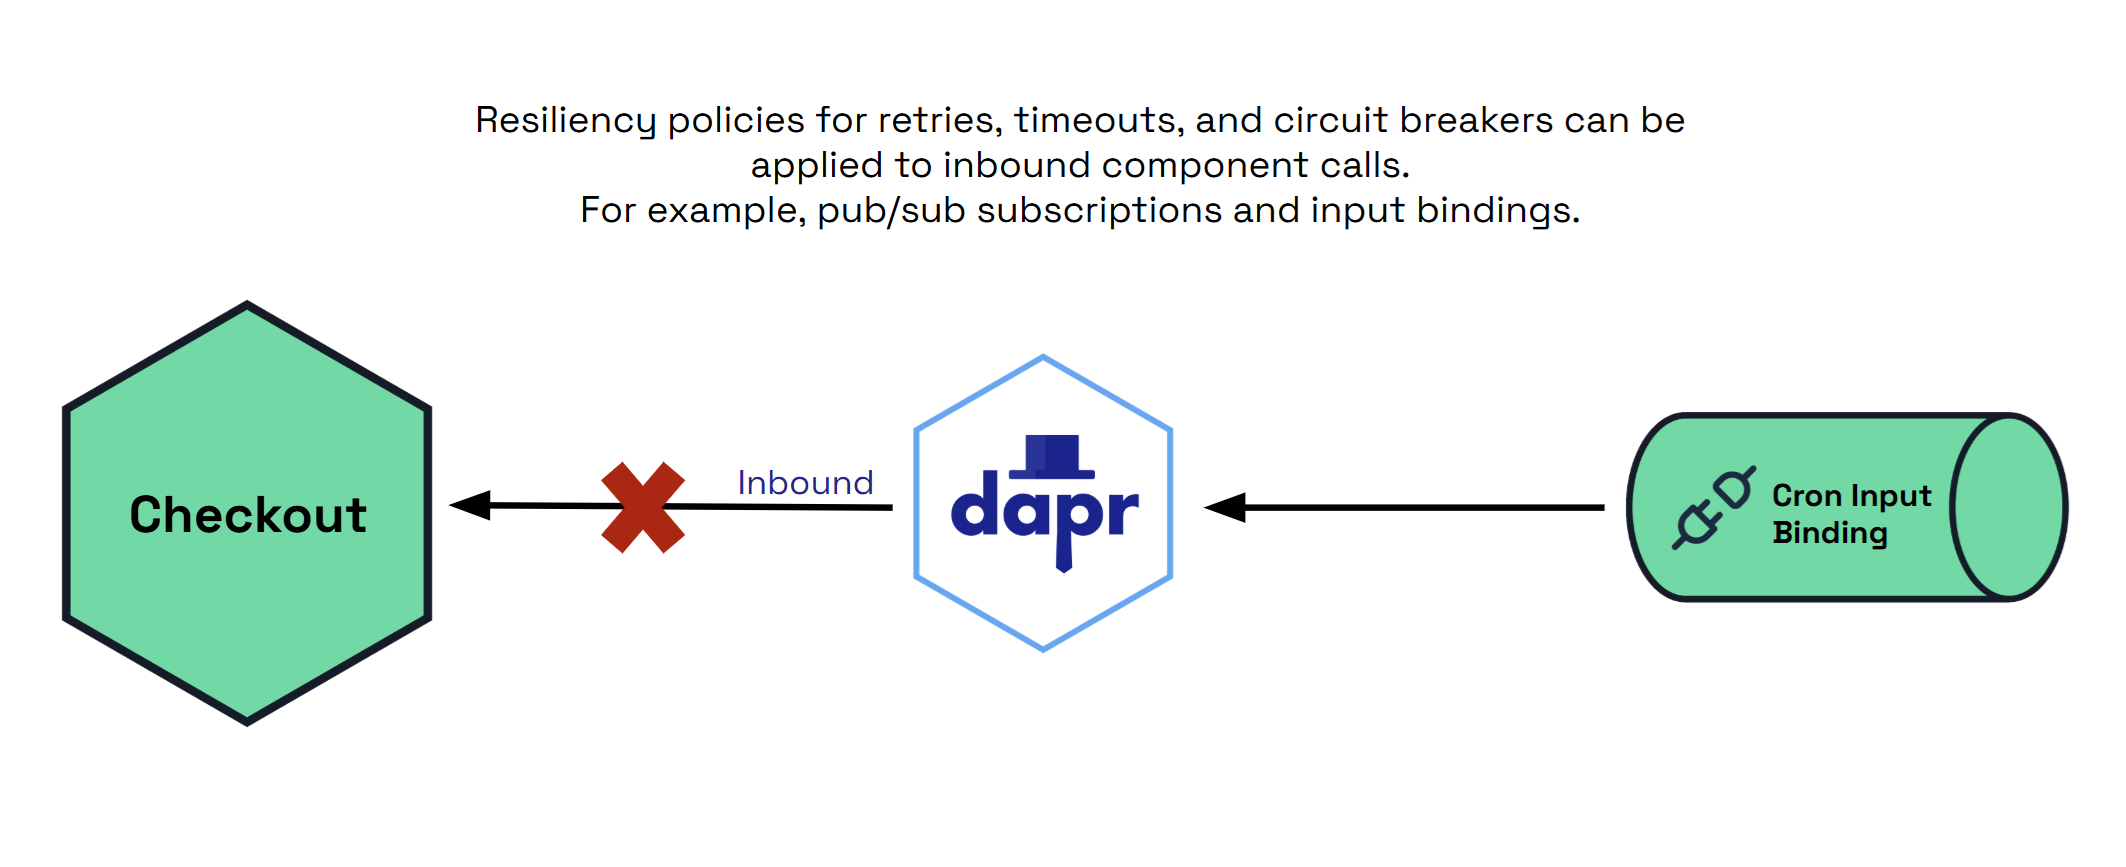 Resiliency policies for retries, timeouts, and circuit breakers can be
applied to inbound component calls.
For example, pub/sub subscriptions and input bindings.
Checkout
Inbound
dapr
Cron Input
Binding